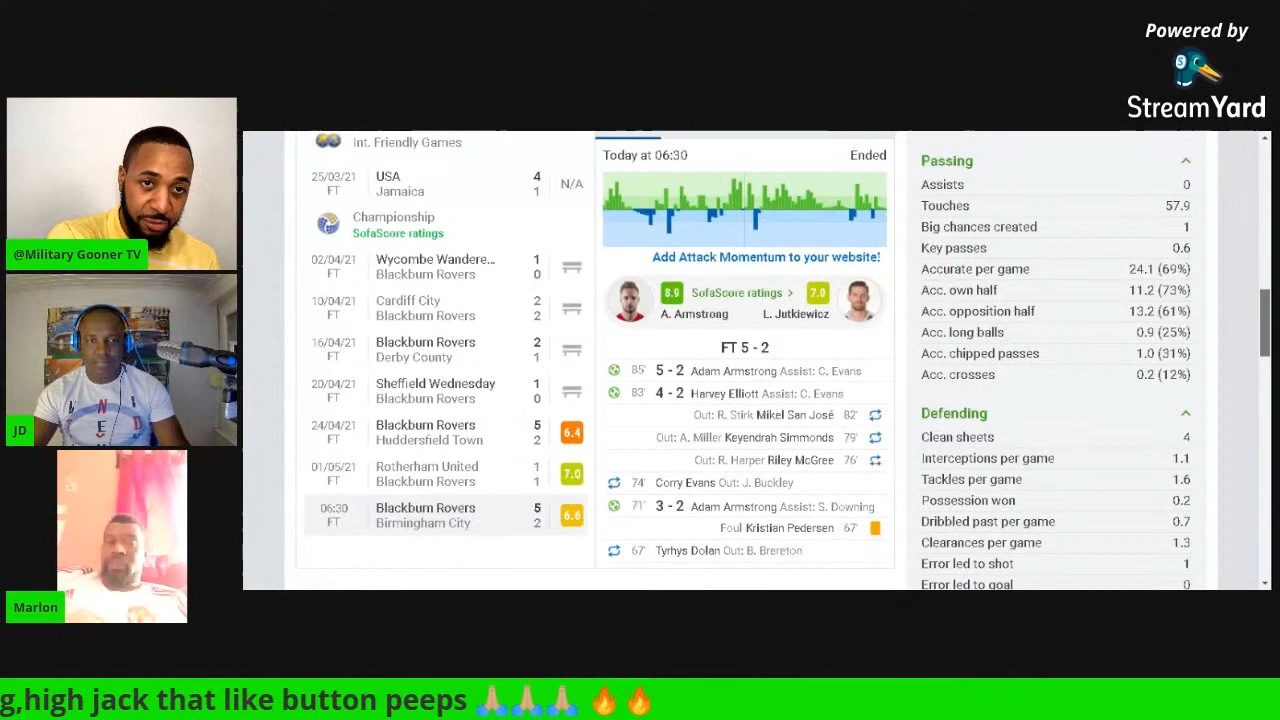 Powered by
StreamYard
@Military Gooner TV
JD
Marlon
Int. Friendly Games
25/03/21 USA 4
FT Jamaica 1 N/A
Championship
SofaScore ratings
02/04/21 Wycombe Wandere... 1
FT Blackburn Rovers 0
10/04/21 Cardiff City 2
FT Blackburn Rovers 2
16/04/21 Blackburn Rovers 2
FT Derby County 1
20/04/21 Sheffield Wednesday 1
FT Blackburn Rovers 0
24/04/21 Blackburn Rovers 5 6.4
FT Huddersfield Town 2
01/05/21 Rotherham United 1 7.0
FT Blackburn Rovers 1
06:30 Blackburn Rovers 5 6.6
FT Birmingham City 2
Today at 06:30 Ended
Add Attack Momentum to your website!
8.9 SofaScore ratings > 7.0
A. Armstrong L. Jutkiewicz
FT 5 - 2
85' 5 - 2 Adam Armstrong Assist: C. Evans
83' 4 - 2 Harvey Elliott Assist: C. Evans
Out: R. Stirk Mikel San José 82'
Out: A. Miller Keyendrah Simmonds 79'
Out: R. Harper Riley McGree 76'
74' Corry Evans Out: J. Buckley
71' 3 - 2 Adam Armstrong Assist: S. Downing
Foul Kristian Pedersen 67'
67' Tyrhys Dolan Out: B. Brereton
Passing
Assists 0
Touches 57.9
Big chances created 1
Key passes 0.6
Accurate per game 24.1 (69%)
Acc. own half 11.2 (73%)
Acc. opposition half 13.2 (61%)
Acc. long balls 0.9 (25%)
Acc. chipped passes 1.0 (31%)
Acc. crosses 0.2 (12%)
Defending
Clean sheets 4
Interceptions per game 1.1
Tackles per game 1.6
Possession won 0.2
Dribbled past per game 0.7
Clearances per game 1.3
Error led to shot 1
Error led to goal 0
g,high jack that like button peeps 🙏🏽🙏🏽🙏🏽 🔥🔥